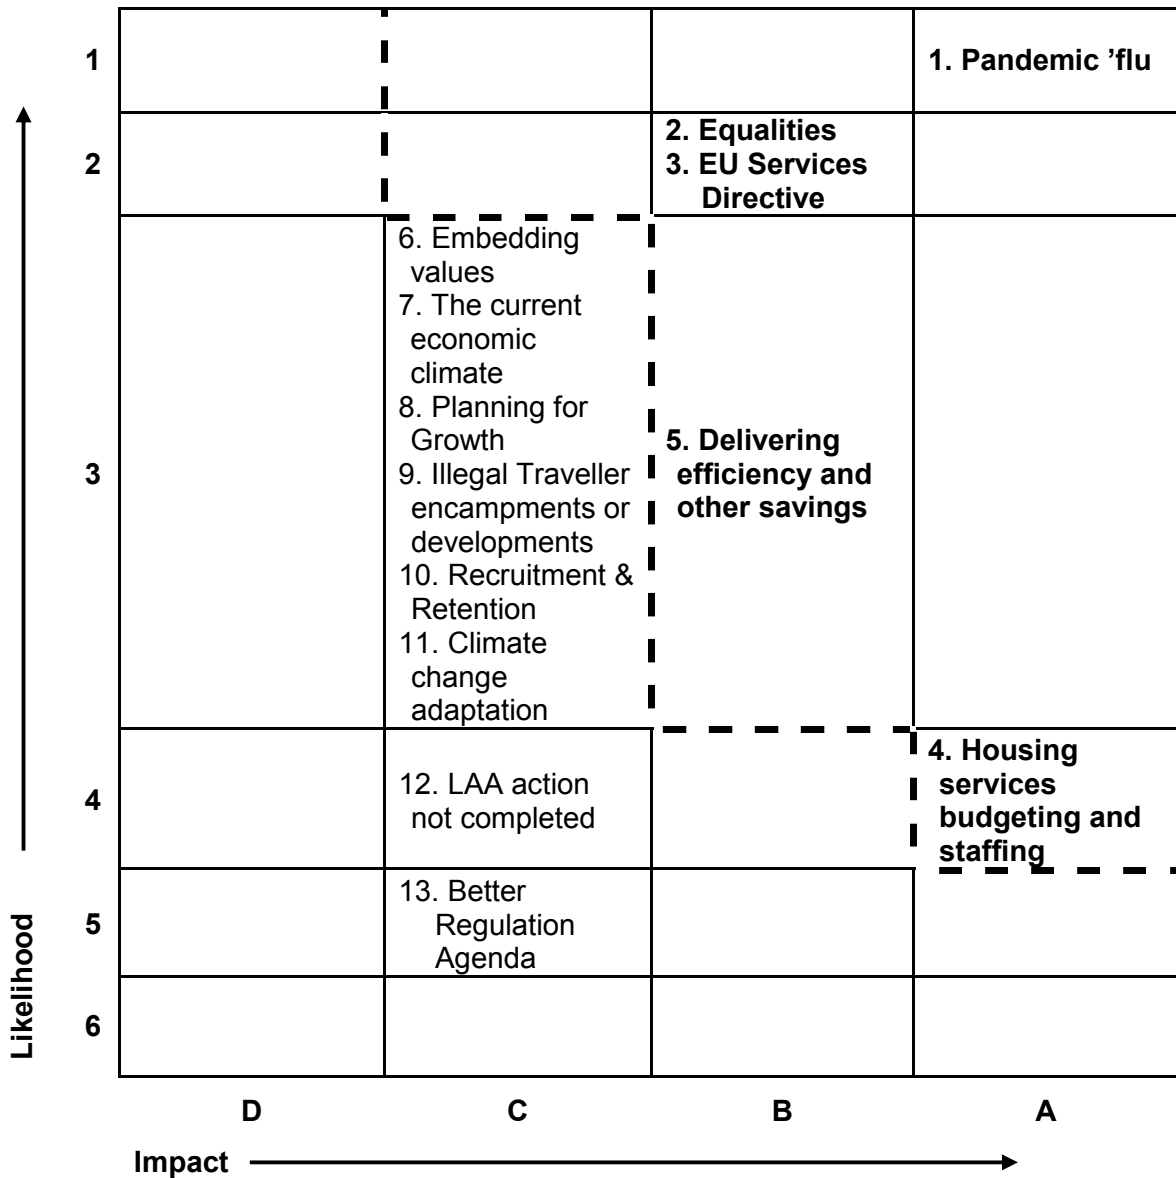 1
1. Pandemic ’flu
2
2. Equalities
3. EU Services
Directive
3
6. Embedding
values
7. The current
economic
climate
8. Planning for
Growth
9. Illegal Traveller
encampments or
developments
10. Recruitment &
Retention
11. Climate
change
adaptation
5. Delivering
efficiency and
other savings
4
12. LAA action
not completed
4. Housing
services
budgeting and
staffing
5
13. Better
Regulation
Agenda
6
Likelihood
D
C
B
A
Impact